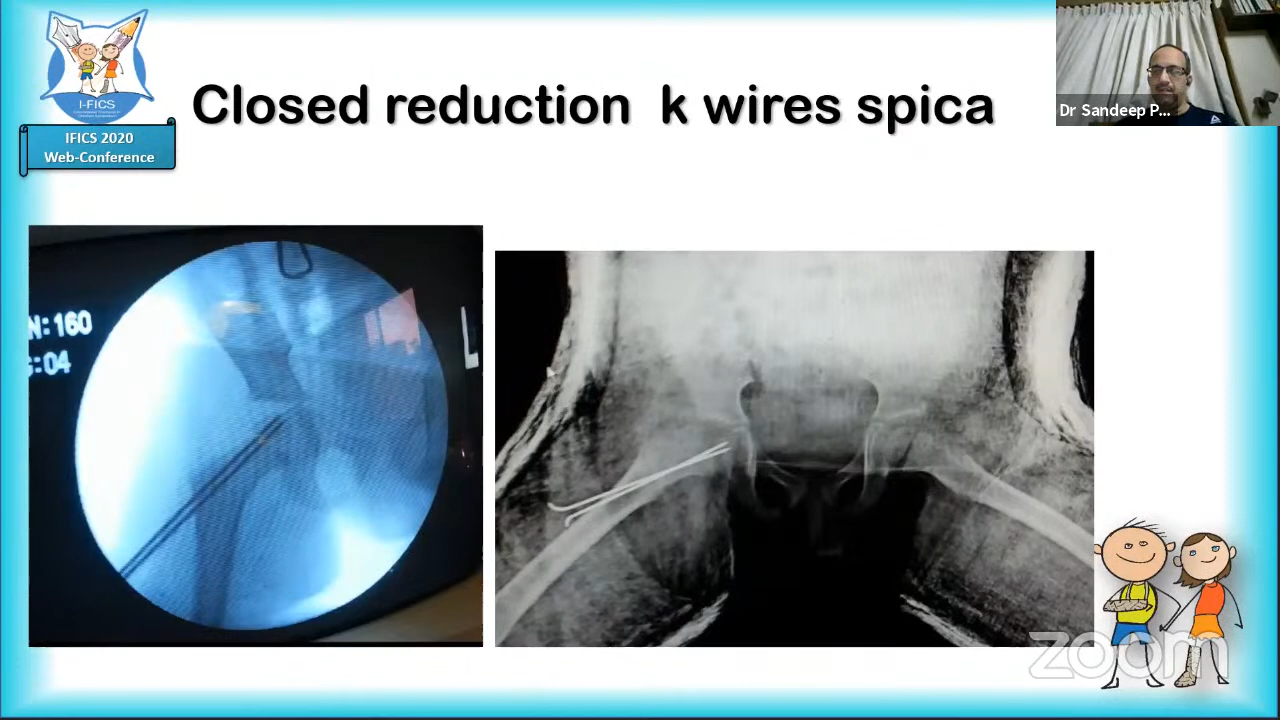 I-FICS
IFICS 2020
Web-Conference
Closed reduction k wires spica
Dr Sandeep P...
N:160
G:04
L
zoom